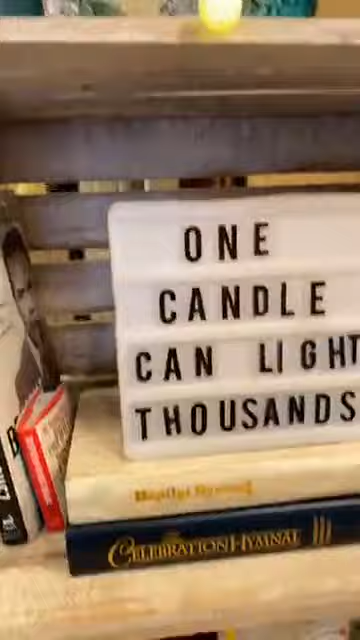 ONE
CANDLE
CAN LIGHT
THOUSANDS
Baptist Hymnal
CELEBRATION HYMNAL